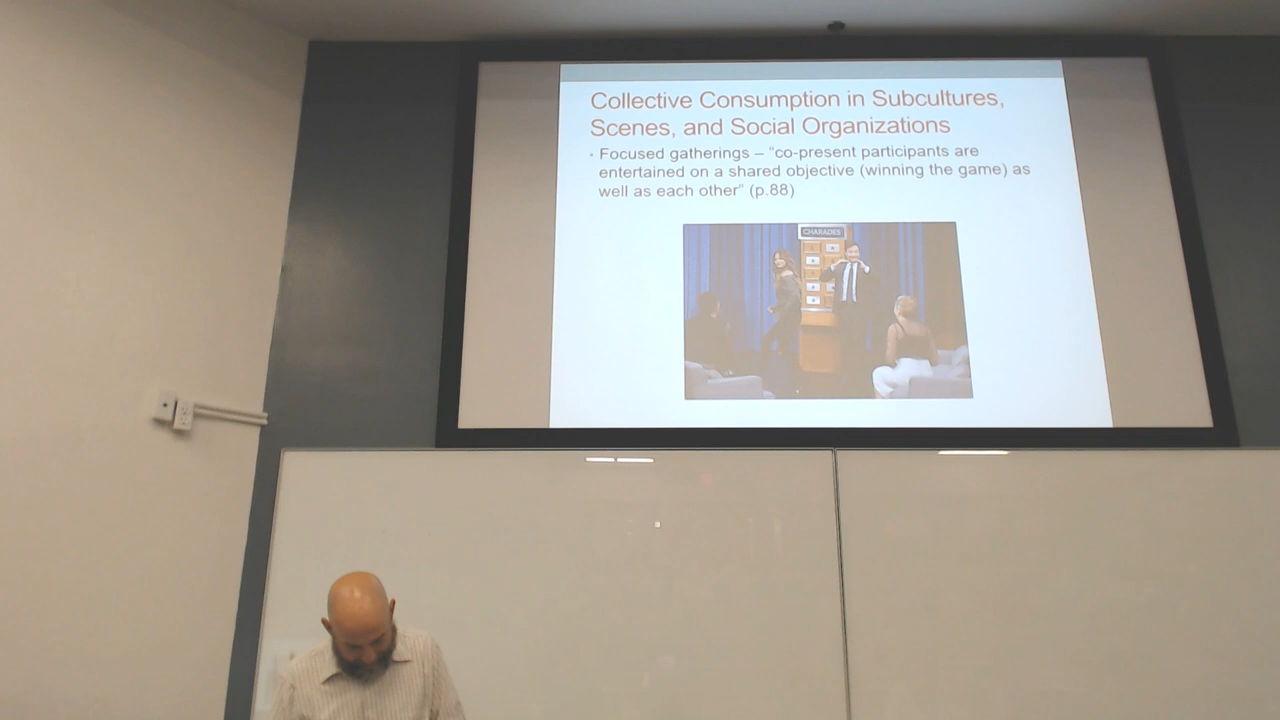 Collective Consumption in Subcultures,
Scenes, and Social Organizations
• Focused gatherings – “co-present participants are
entertained on a shared objective (winning the game) as
well as each other” (p.88)
CHARADES